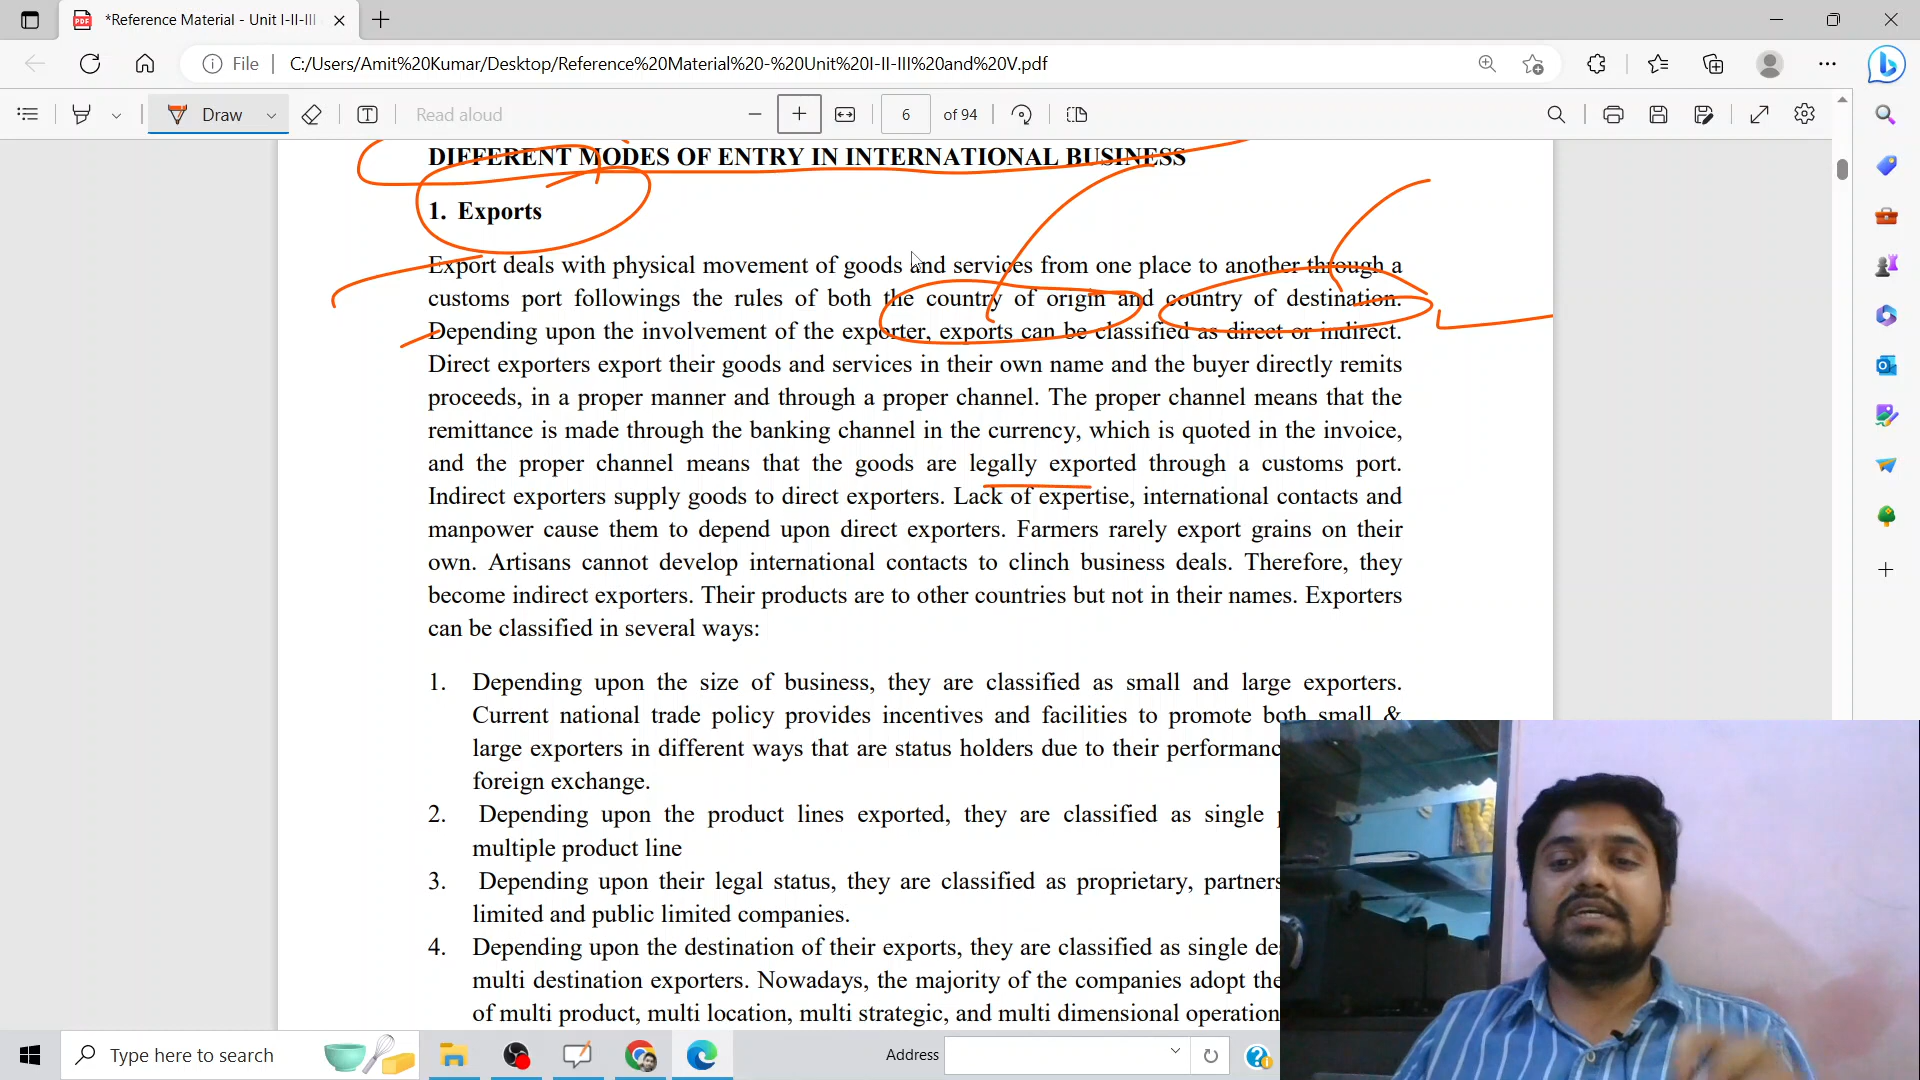 *Reference Material - Unit I-II-III
File
C:/Users/Amit%20Kumar/Desktop/Reference%20Material%20-%20Unit%20I-II-III%20and%20V.pdf
Draw
Read aloud
6 of 94
DIFFERENT MODES OF ENTRY IN INTERNATIONAL BUSINESS
1. Exports
Export deals with physical movement of goods and services from one place to another through a
customs port followings the rules of both the country of origin and country of destination.
Depending upon the involvement of the exporter, exports can be classified as direct or indirect.
Direct exporters export their goods and services in their own name and the buyer directly remits
proceeds, in a proper manner and through a proper channel. The proper channel means that the
remittance is made through the banking channel in the currency, which is quoted in the invoice,
and the proper channel means that the goods are legally exported through a customs port.
Indirect exporters supply goods to direct exporters. Lack of expertise, international contacts and
manpower cause them to depend upon direct exporters. Farmers rarely export grains on their
own. Artisans cannot develop international contacts to clinch business deals. Therefore, they
become indirect exporters. Their products are to other countries but not in their names. Exporters
can be classified in several ways:
1. Depending upon the size of business, they are classified as small and large exporters.
Current national trade policy provides incentives and facilities to promote both small &
large exporters in different ways that are status holders due to their
foreign exchange.
2. Depending upon the product lines exported, they are classified as single
multiple product line
3. Depending upon their legal status, they are classified as proprietary,
limited and public limited companies.
4. Depending upon the destination of their exports, they are classified as single
multi destination exporters. Nowadays, the majority of the companies adopt
of multi product, multi location, multi strategic, and multi dimensional
Type here to search
Address